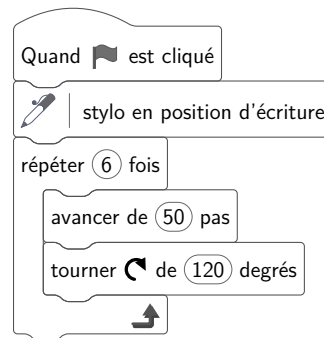 Quand est cliqué
stylo en position d'écriture
répéter 6 fois
avancer de 50 pas
tourner de 120 degrés